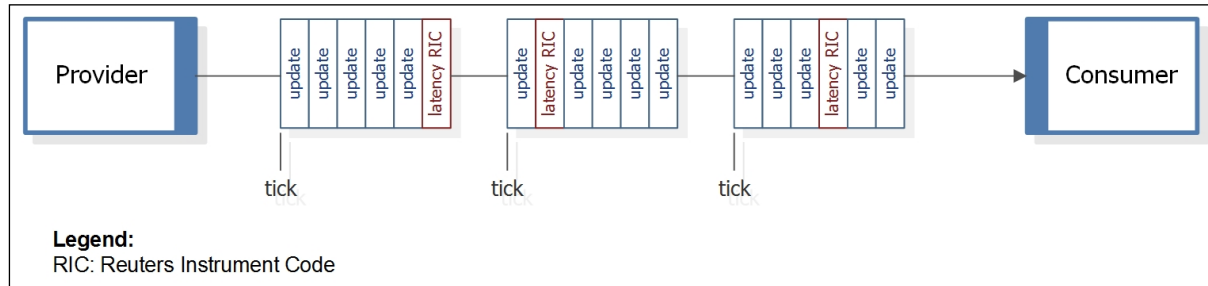 Provider
update
update
update
update
update
latency RIC
update
latency RIC
update
update
update
update
update
update
update
latency RIC
update
update
Consumer
tick
tick
tick
Legend:
RIC: Reuters Instrument Code